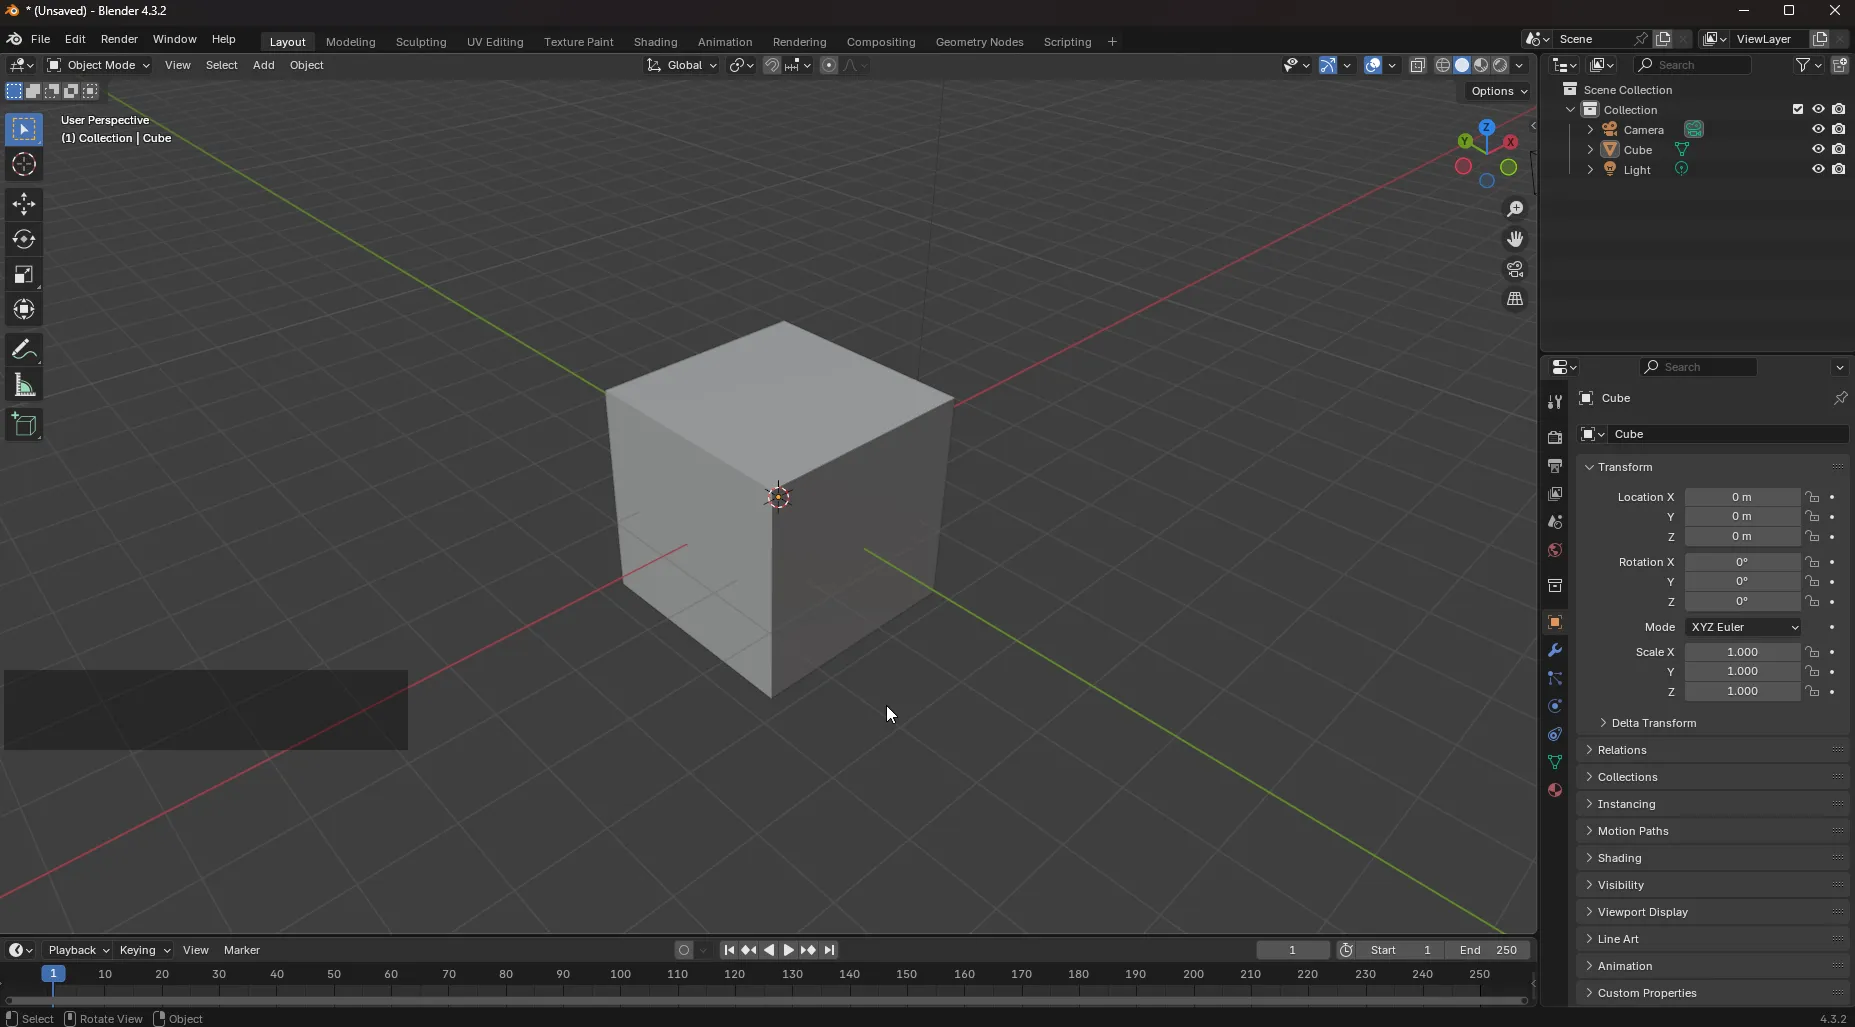 * (Unsaved) - Blender 4.3.2
File Edit Render Window Help Layout Modeling Sculpting UV Editing Texture Paint Shading Animation Rendering Compositing Geometry Nodes Scripting + Scene ViewLayer
Object Mode View Select Add Object Global Search
Options
User Perspective
(1) Collection | Cube
Z
Y X
Scene Collection
Collection
Camera
Cube
Light
Search
Cube
Cube
Transform
Location X 0 m
Y 0 m
Z 0 m
Rotation X 0°
Y 0°
Z 0°
Mode XYZ Euler
Scale X 1.000
Y 1.000
Z 1.000
Delta Transform
Relations
Collections
Instancing
Motion Paths
Shading
Visibility
Viewport Display
Line Art
Animation
Custom Properties
Playback Keying View Marker 1 Start 1 End 250
1 10 20 30 40 50 60 70 80 90 100 110 120 130 140 150 160 170 180 190 200 210 220 230 240 250
Select Rotate View Object 4.3.2